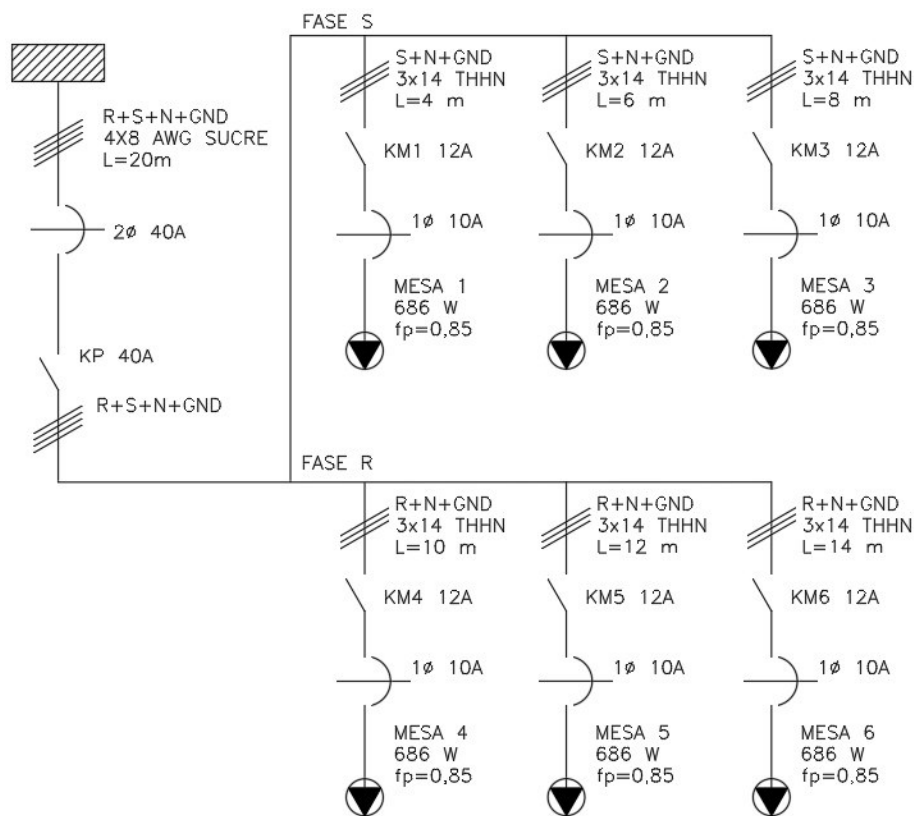 FASE S
R+S+N+GND
4X8 AWG SUCRE
L=20m
2ø 40A
KP 40A
R+S+N+GND
S+N+GND
3x14 THHN
L=4 m
KM1 12A
1ø 10A
MESA 1
686 W
fp=0,85
S+N+GND
3x14 THHN
L=6 m
KM2 12A
1ø 10A
MESA 2
686 W
fp=0,85
S+N+GND
3x14 THHN
L=8 m
KM3 12A
1ø 10A
MESA 3
686 W
fp=0,85
FASE R
R+N+GND
3x14 THHN
L=10 m
KM4 12A
1ø 10A
MESA 4
686 W
fp=0,85
R+N+GND
3x14 THHN
L=12 m
KM5 12A
1ø 10A
MESA 5
686 W
fp=0,85
R+N+GND
3x14 THHN
L=14 m
KM6 12A
1ø 10A
MESA 6
686 W
fp=0,85